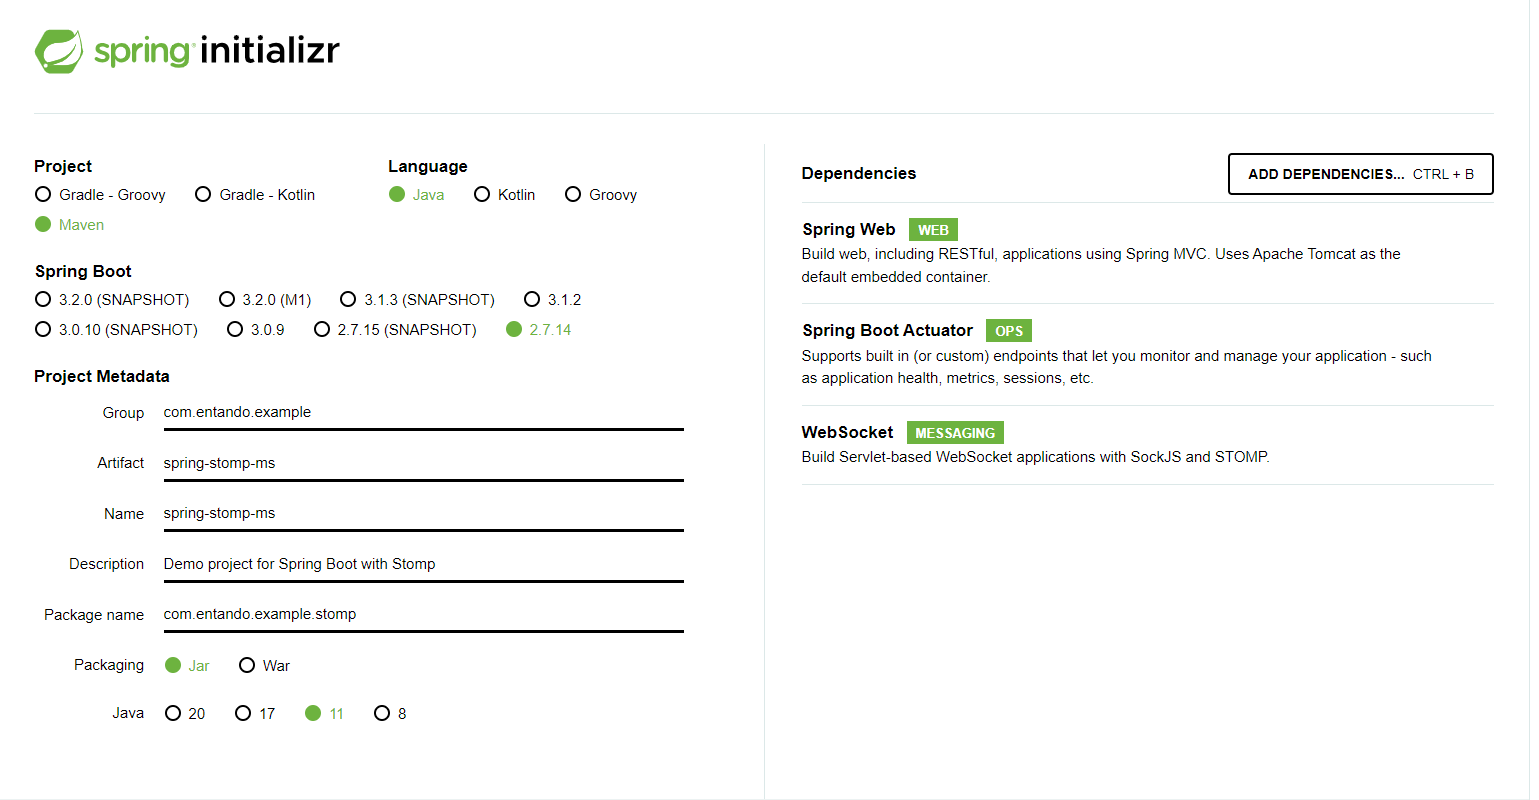 spring initializr
Project
Gradle - Groovy Gradle - Kotlin
Maven
Language
Java Kotlin Groovy
Spring Boot
3.2.0 (SNAPSHOT) 3.2.0 (M1) 3.1.3 (SNAPSHOT) 3.1.2
3.0.10 (SNAPSHOT) 3.0.9 2.7.15 (SNAPSHOT) 2.7.14
Project Metadata
Group com.entando.example
Artifact spring-stomp-ms
Name spring-stomp-ms
Description Demo project for Spring Boot with Stomp
Package name com.entando.example.stomp
Packaging Jar War
Java 20 17 11 8
Dependencies
ADD DEPENDENCIES... CTRL + B
Spring Web WEB
Build web, including RESTful, applications using Spring MVC. Uses Apache Tomcat as the
default embedded container.
Spring Boot Actuator OPS
Supports built in (or custom) endpoints that let you monitor and manage your application - such
as application health, metrics, sessions, etc.
WebSocket MESSAGING
Build Servlet-based WebSocket applications with SockJS and STOMP.